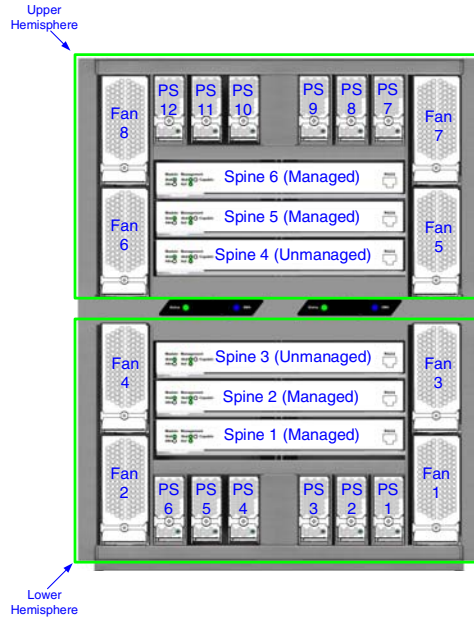 Upper
Hemisphere
Fan
8
PS
12
PS
11
PS
10
PS
9
PS
8
PS
7
Fan
7
Spine 6 (Managed)
Spine 5 (Managed)
Spine 4 (Unmanaged)
Fan
6
Fan
5
Fan
4
Fan
3
Spine 3 (Unmanaged)
Spine 2 (Managed)
Spine 1 (Managed)
Fan
2
PS
6
PS
5
PS
4
PS
3
PS
2
PS
1
Fan
1
Lower
Hemisphere